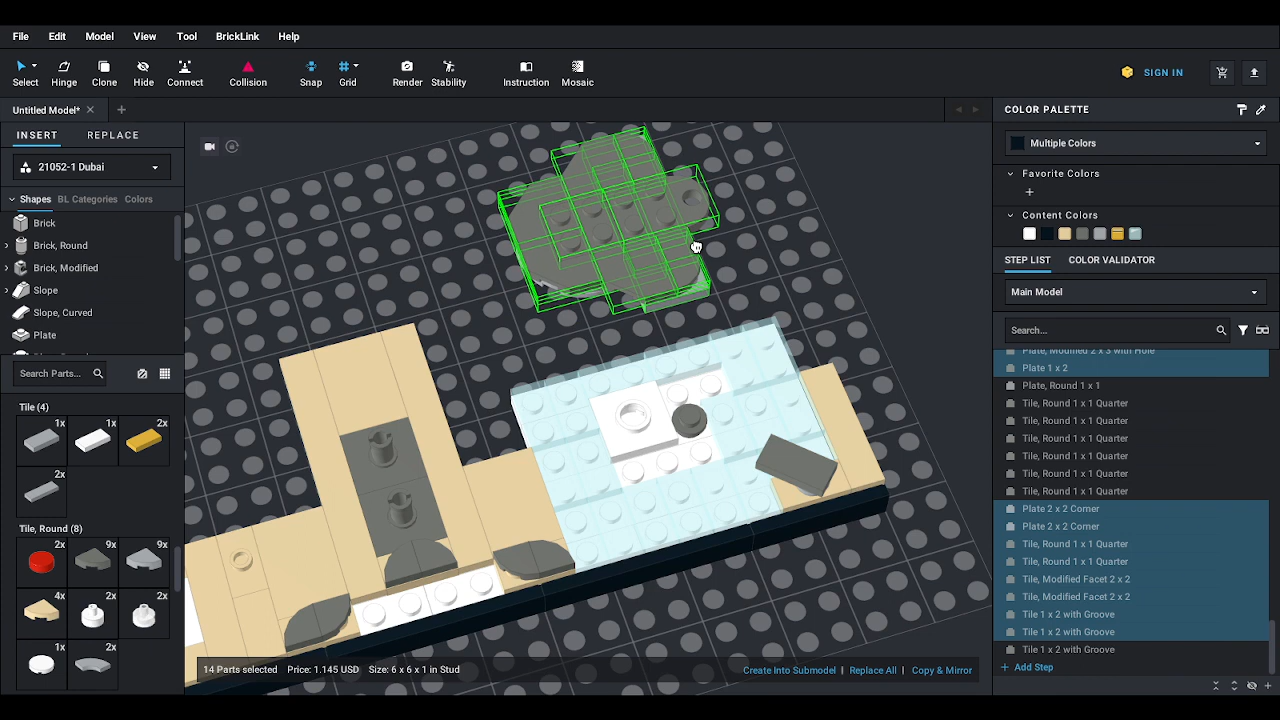 File Edit Model View Tool BrickLink Help
Select Hinge Clone Hide Connect Collision Snap Grid Render Stability Instruction Mosaic
SIGN IN
Untitled Model*
INSERT REPLACE
21052-1 Dubai
Shapes BL Categories Colors
Brick
Brick, Round
Brick, Modified
Slope
Slope, Curved
Plate
Search Parts...
Tile (4)
1x 1x 2x
2x
Tile, Round (8)
2x 9x 9x
4x 2x 2x
1x 2x
14 Parts selected Price: 1.145 USD Size: 6 x 6 x 1 in Stud
Create Into Submodel | Replace All | Copy & Mirror
COLOR PALETTE
Multiple Colors
Favorite Colors
Content Colors
STEP LIST COLOR VALIDATOR
Main Model
Search...
Plate, Modified 2 x 3 with Hole
Plate 1 x 2
Plate, Round 1 x 1
Tile, Round 1 x 1 Quarter
Tile, Round 1 x 1 Quarter
Tile, Round 1 x 1 Quarter
Tile, Round 1 x 1 Quarter
Tile, Round 1 x 1 Quarter
Tile, Round 1 x 1 Quarter
Plate 2 x 2 Corner
Plate 2 x 2 Corner
Tile, Round 1 x 1 Quarter
Tile, Round 1 x 1 Quarter
Tile, Modified Facet 2 x 2
Tile, Modified Facet 2 x 2
Tile 1 x 2 with Groove
Tile 1 x 2 with Groove
Tile 1 x 2 with Groove
+ Add Step